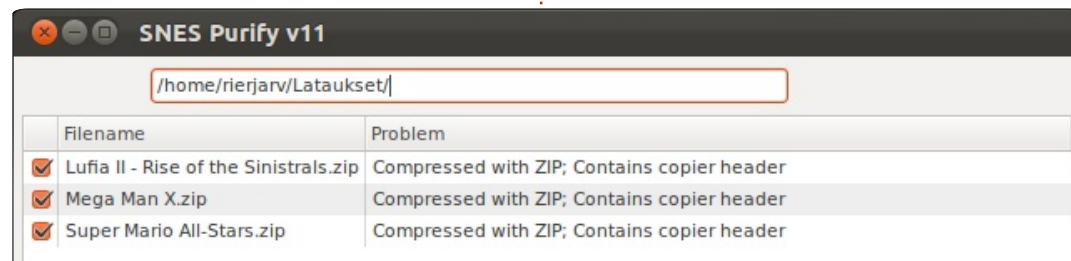 SNES Purify v11
/home/rierjarv/Lataukset/
Filename Problem
Lufia II - Rise of the Sinistrals.zip Compressed with ZIP; Contains copier header
Mega Man X.zip Compressed with ZIP; Contains copier header
Super Mario All-Stars.zip Compressed with ZIP; Contains copier header